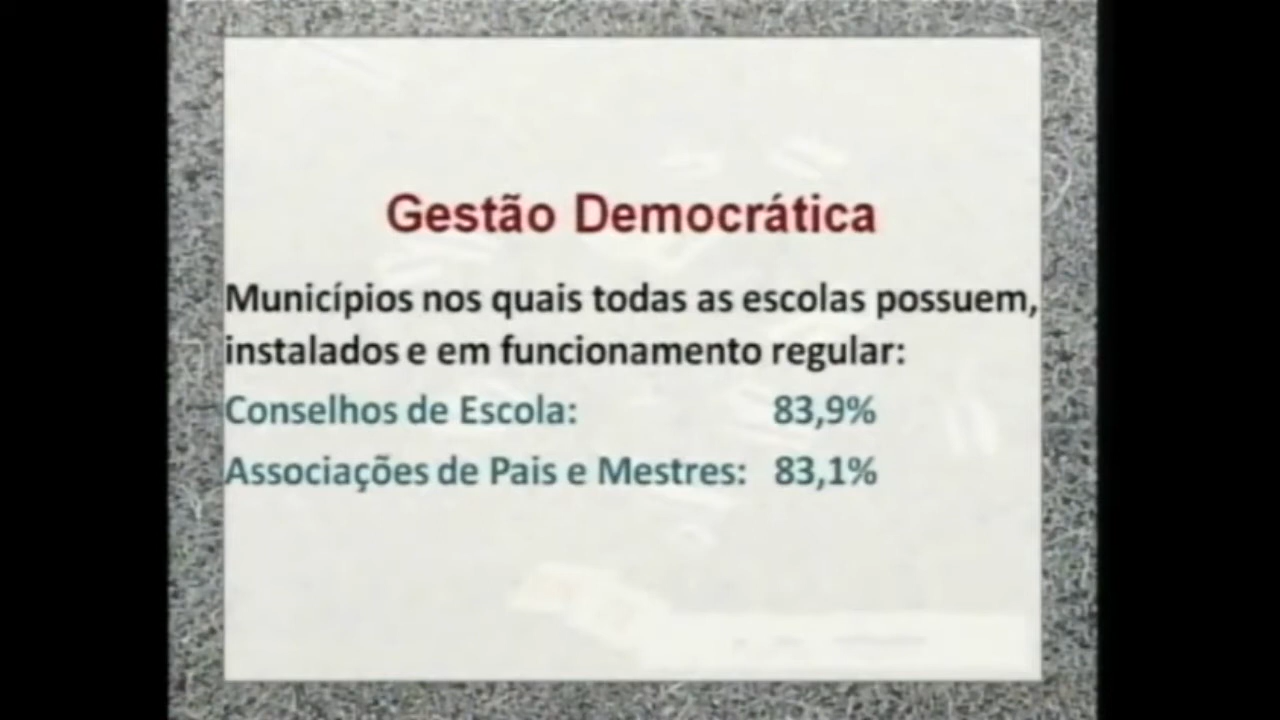 Gestão Democrática
Municípios nos quais todas as escolas possuem,
instalados e em funcionamento regular:
Conselhos de Escola: 83,9%
Associações de Pais e Mestres: 83,1%